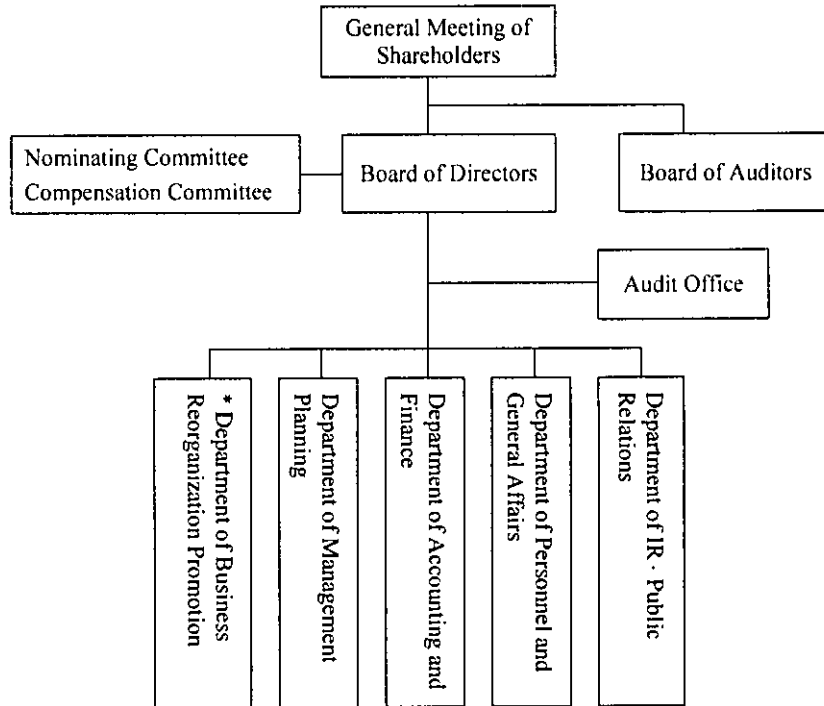 General Meeting of
Shareholders
Nominating Committee
Compensation Committee
Board of Directors
Board of Auditors
Audit Office
* Department of Business
Reorganization Promotion
Department of Management
Planning
Department of Accounting and
Finance
Department of Personnel and
General Affairs
Department of IR · Public
Relations